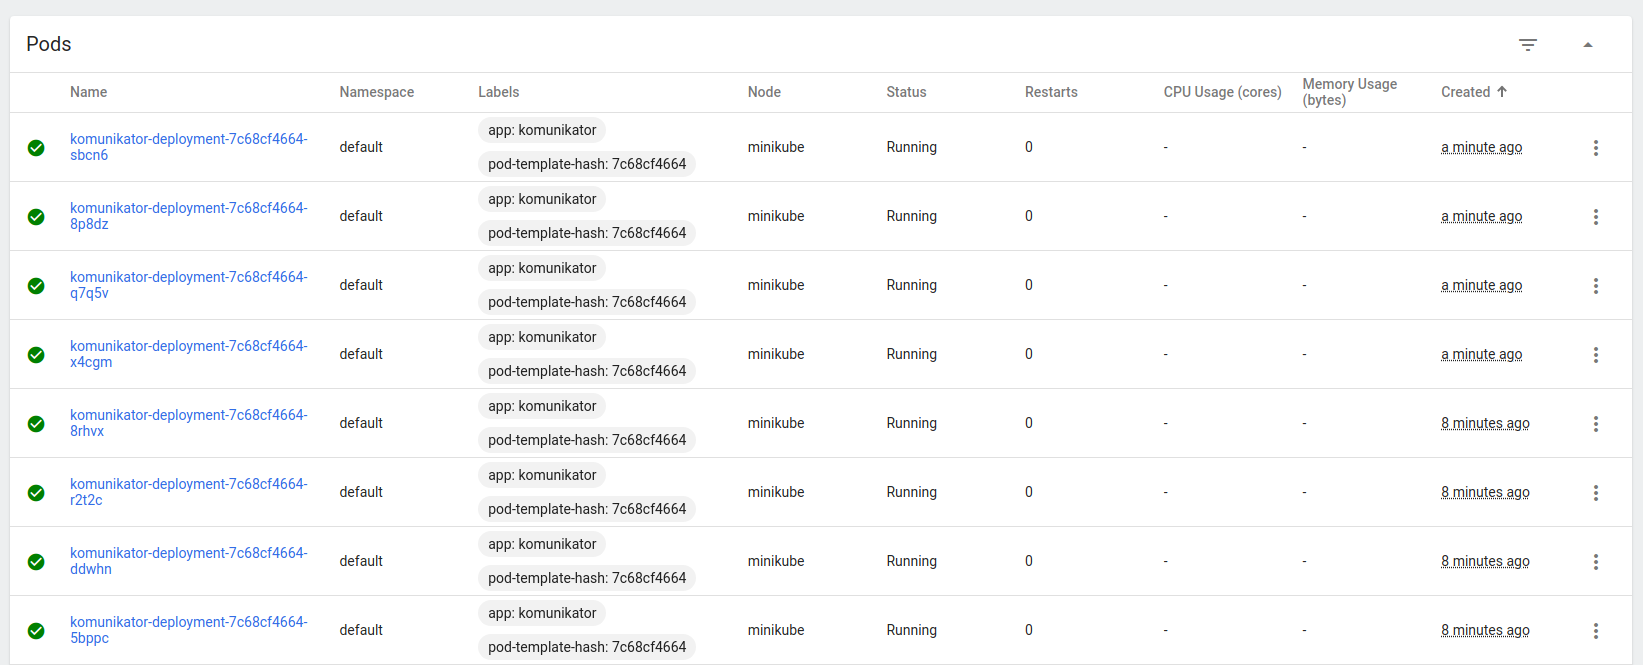 Pods
Name Namespace Labels Node Status Restarts CPU Usage (cores) Memory Usage (bytes) Created
komunikator-deployment-7c68cf4664-sbcn6 default app: komunikator pod-template-hash: 7c68cf4664 minikube Running 0 - - a minute ago
komunikator-deployment-7c68cf4664-8p8dz default app: komunikator pod-template-hash: 7c68cf4664 minikube Running 0 - - a minute ago
komunikator-deployment-7c68cf4664-q7q5v default app: komunikator pod-template-hash: 7c68cf4664 minikube Running 0 - - a minute ago
komunikator-deployment-7c68cf4664-x4cgm default app: komunikator pod-template-hash: 7c68cf4664 minikube Running 0 - - a minute ago
komunikator-deployment-7c68cf4664-8rhvx default app: komunikator pod-template-hash: 7c68cf4664 minikube Running 0 - - 8 minutes ago
komunikator-deployment-7c68cf4664-r2t2c default app: komunikator pod-template-hash: 7c68cf4664 minikube Running 0 - - 8 minutes ago
komunikator-deployment-7c68cf4664-ddwhn default app: komunikator pod-template-hash: 7c68cf4664 minikube Running 0 - - 8 minutes ago
komunikator-deployment-7c68cf4664-5bppc default app: komunikator pod-template-hash: 7c68cf4664 minikube Running 0 - - 8 minutes ago